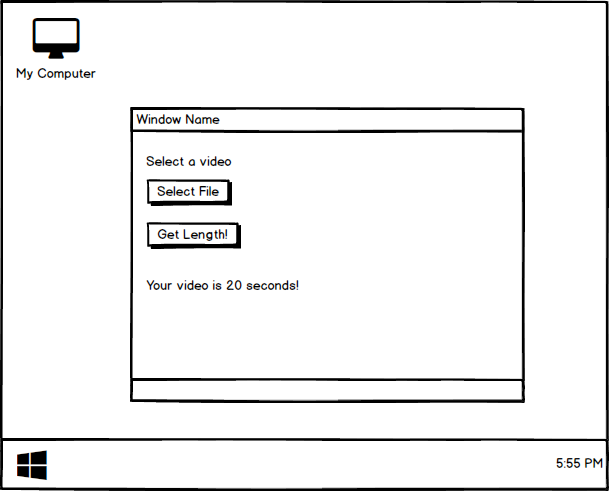 My Computer
Window Name
Select a video
Select File
Get Length!
Your video is 20 seconds!
5:55 PM